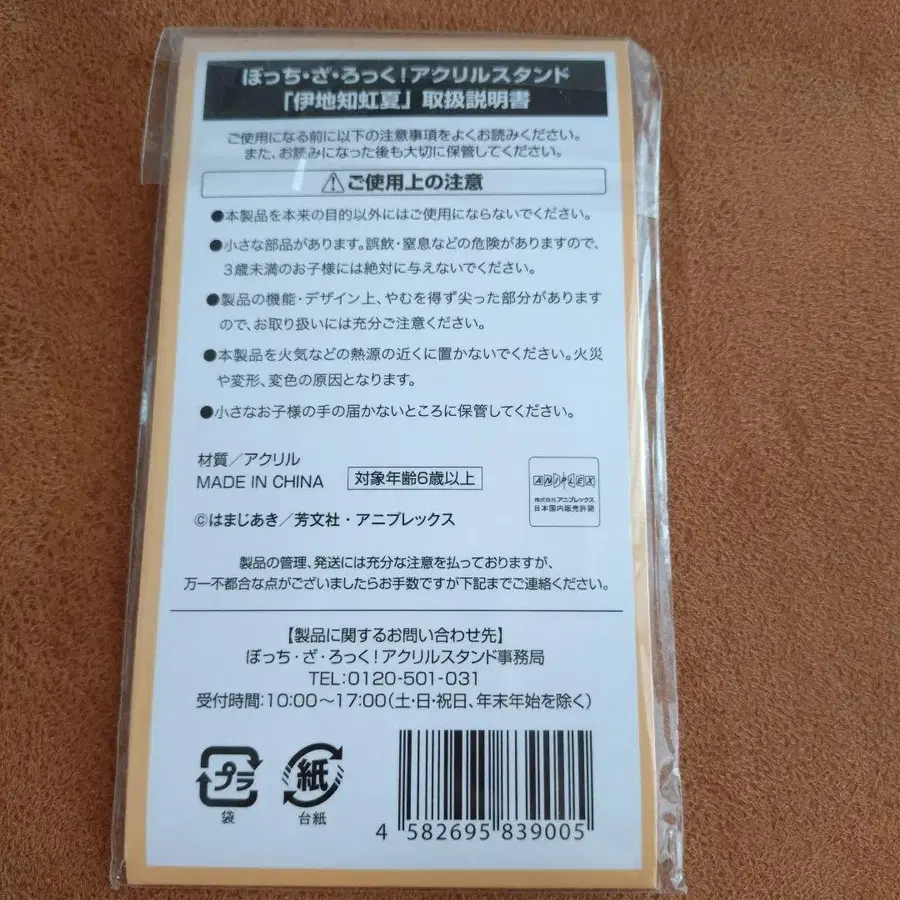 ぼっち・ざ・ろっく！アクリルスタンド
「伊地知虹夏」取扱説明書
ご使用になる前に以下の注意事項をよくお読みください。
また、お読みになった後も大切に保管してください。
ご使用上の注意
●本製品を本来の目的以外にはご使用にならないでください。
●小さな部品があります。誤飲・窒息などの危険がありますので、
3歳未満のお子様には絶対に与えないでください。
●製品の機能・デザイン上、やむを得ず尖った部分があります
ので、お取り扱いには充分ご注意ください。
●本製品を火気などの熱源の近くに置かないでください。火災
や変形、変色の原因となります。
●小さなお子様の手の届かないところに保管してください。
材質／アクリル
MADE IN CHINA 対象年齢6歳以上
ANIPLEX
株式会社アニプレックス
日本国内販売許諾
©はまじあき／芳文社・アニプレックス
製品の管理、発送には充分な注意を払っておりますが、
万一不都合な点がございましたらお手数ですが下記までご連絡ください。
【製品に関するお問い合わせ先】
ぼっち・ざ・ろっく！アクリルスタンド事務局
TEL:0120-501-031
受付時間:10:00〜17:00(土・日・祝日、年末年始を除く)
プラ 紙
袋 台紙
4 582695 839005